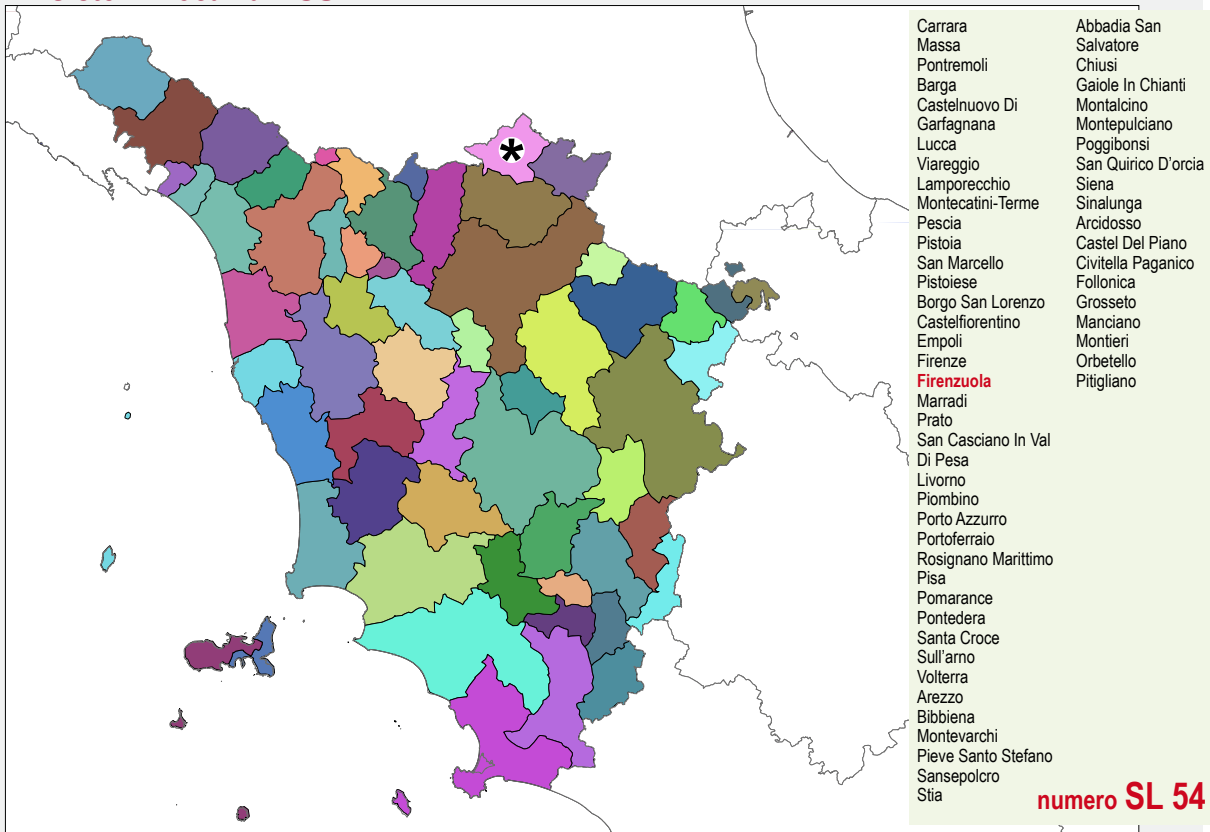 Carrara
Massa
Pontremoli
Barga
Castelnuovo Di
Garfagnana
Lucca
Viareggio
Lamporecchio
Montecatini-Terme
Pescia
Pistoia
San Marcello
Pistoiese
Borgo San Lorenzo
Castelfiorentino
Empoli
Firenze
Firenzuola
Marradi
Prato
San Casciano In Val
Di Pesa
Livorno
Piombino
Porto Azzurro
Portoferraio
Rosignano Marittimo
Pisa
Pomarance
Pontedera
Santa Croce
Sull'arno
Volterra
Arezzo
Bibbiena
Montevarchi
Pieve Santo Stefano
Sansepolcro
Stia
Abbadia San
Salvatore
Chiusi
Gaiole In Chianti
Montalcino
Montepulciano
Poggibonsi
San Quirico D'orcia
Siena
Sinalunga
Arcidosso
Castel Del Piano
Civitella Paganico
Follonica
Grosseto
Manciano
Montieri
Orbetello
Pitigliano
*
numero SL 54